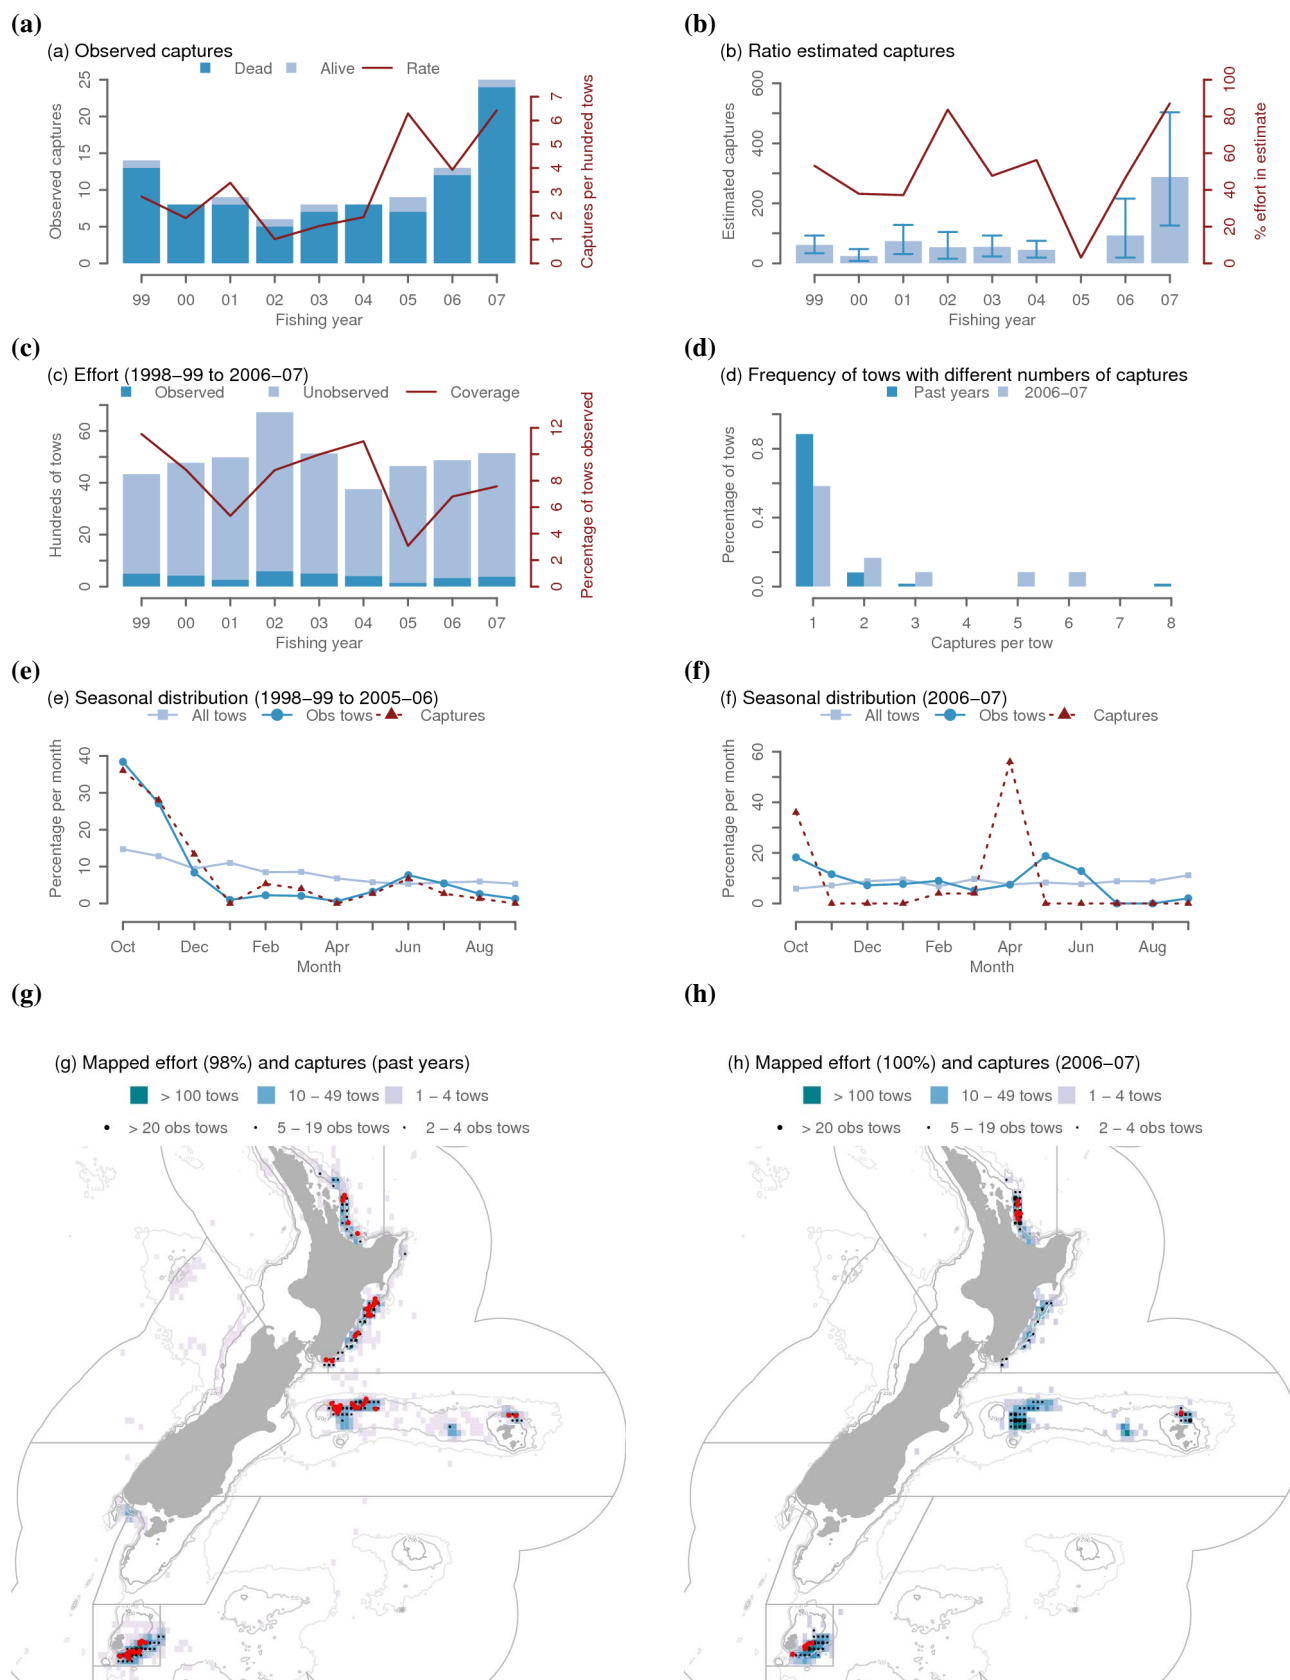 (a)
(a) Observed captures
Dead Alive Rate
Observed captures
0 5 10 15 20 25
0 1 2 3 4 5 6 7
Captures per hundred tows
99 00 01 02 03 04 05 06 07
Fishing year
(b)
(b) Ratio estimated captures
Estimated captures
0 200 400 600
0 20 40 60 80 100
% effort in estimate
99 00 01 02 03 04 05 06 07
Fishing year
(c)
(c) Effort (1998–99 to 2006–07)
Observed Unobserved Coverage
Hundreds of tows
0 20 40 60
0 2 4 6 8 12
Percentage of tows observed
99 00 01 02 03 04 05 06 07
Fishing year
(d)
(d) Frequency of tows with different numbers of captures
Past years 2006–07
Percentage of tows
0.0 0.4 0.8
1 2 3 4 5 6 7 8
Captures per tow
(e)
(e) Seasonal distribution (1998–99 to 2005–06)
All tows Obs tows Captures
Percentage per month
0 10 20 30 40
Oct Dec Feb Apr Jun Aug
Month
(f)
(f) Seasonal distribution (2006–07)
All tows Obs tows Captures
Percentage per month
0 20 40 60
Oct Dec Feb Apr Jun Aug
Month
(g)
(g) Mapped effort (98%) and captures (past years)
> 100 tows 10 – 49 tows 1 – 4 tows
> 20 obs tows 5 – 19 obs tows 2 – 4 obs tows
(h)
(h) Mapped effort (100%) and captures (2006–07)
> 100 tows 10 – 49 tows 1 – 4 tows
> 20 obs tows 5 – 19 obs tows 2 – 4 obs tows